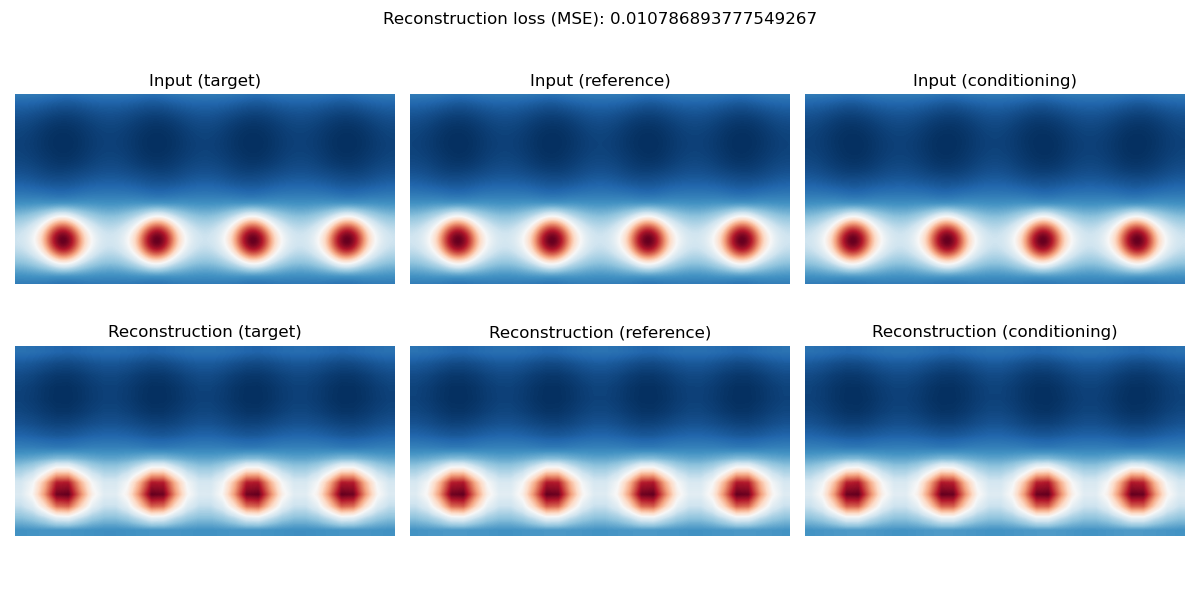 Reconstruction loss (MSE): 0.010786893777549267
Input (target)
Input (reference)
Input (conditioning)
Reconstruction (target)
Reconstruction (reference)
Reconstruction (conditioning)